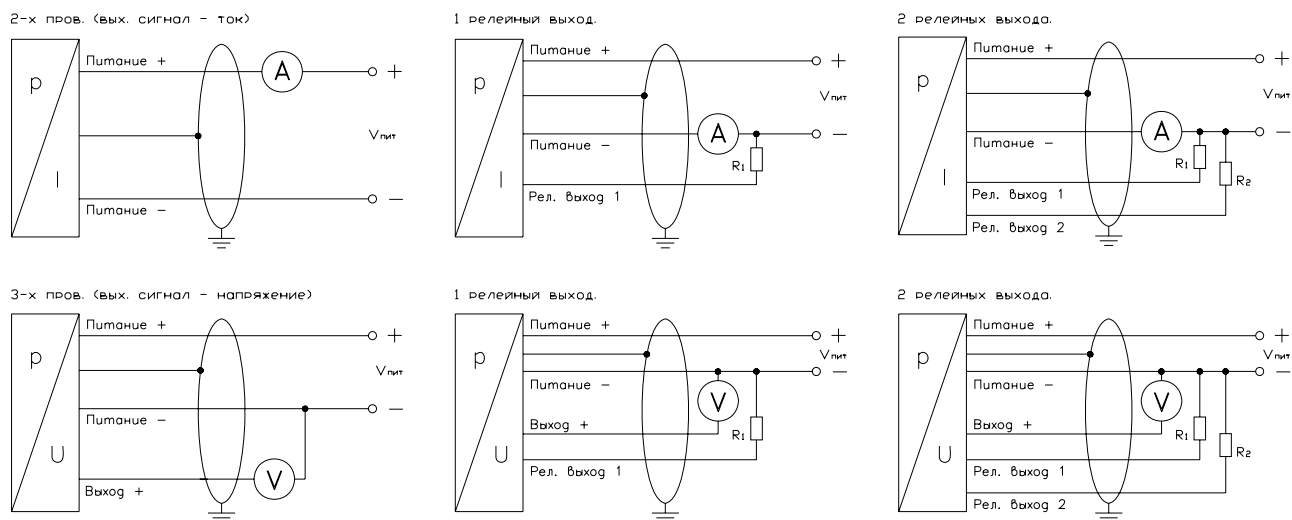 2-х пров. (вых. сигнал - ток)
Питание +
p
A
+
Vпит
I
Питание -
−
1 релейный выход.
Питание +
p
+
Vпит
A
−
Питание -
R1
I
Рел. выход 1
2 релейных выхода.
Питание +
p
+
Vпит
A
−
Питание -
R1
R2
I
Рел. выход 1
Рел. выход 2
3-х пров. (вых. сигнал - напряжение)
Питание +
+
p
Vпит
Питание -
−
U
V
Выход +
1 релейный выход.
Питание +
+
p
Vпит
Питание -
−
V
Выход +
R1
U
Рел. выход 1
2 релейных выхода.
Питание +
+
p
Vпит
Питание -
−
V
Выход +
R1
R2
U
Рел. выход 1
Рел. выход 2